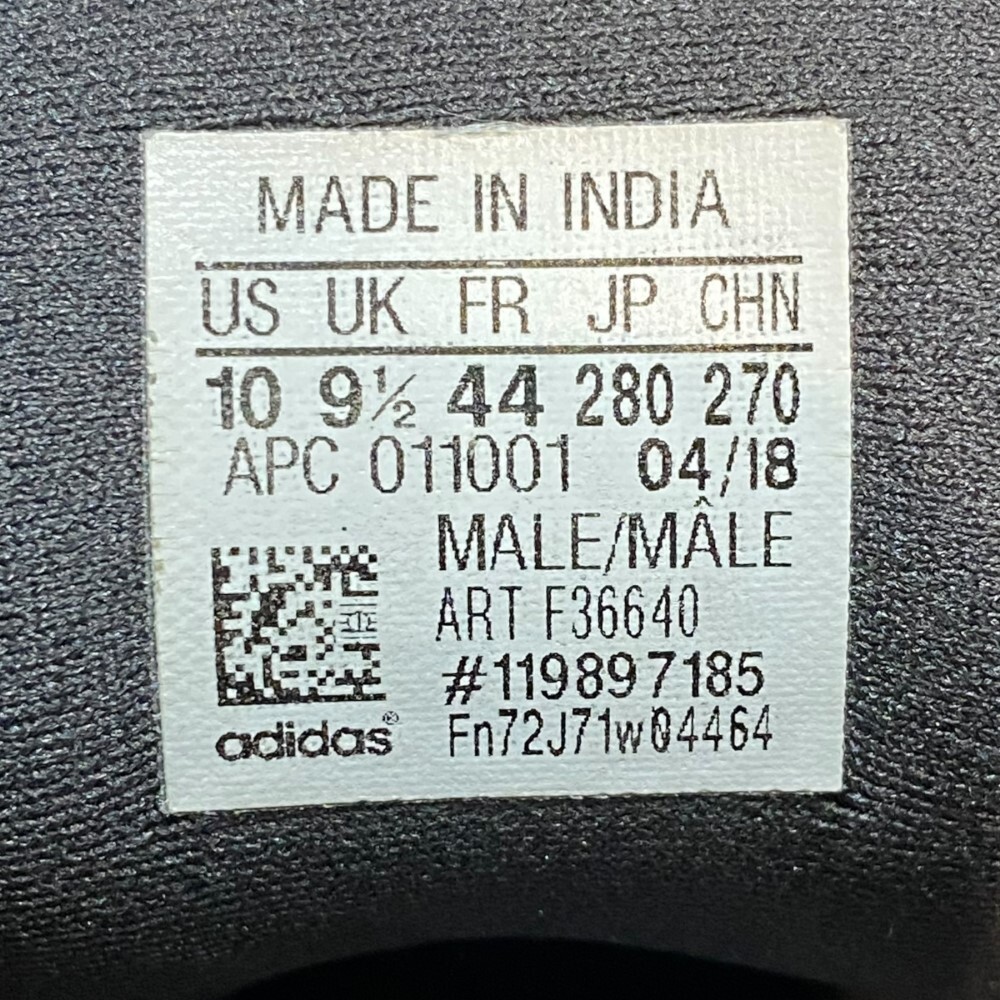 MADE IN INDIA
US UK FR JP CHN
10 9½ 44 280 270
APC 011001 04/18
MALE/MÂLE
ART F36640
#119897185
adidas® Fn72J71w04464